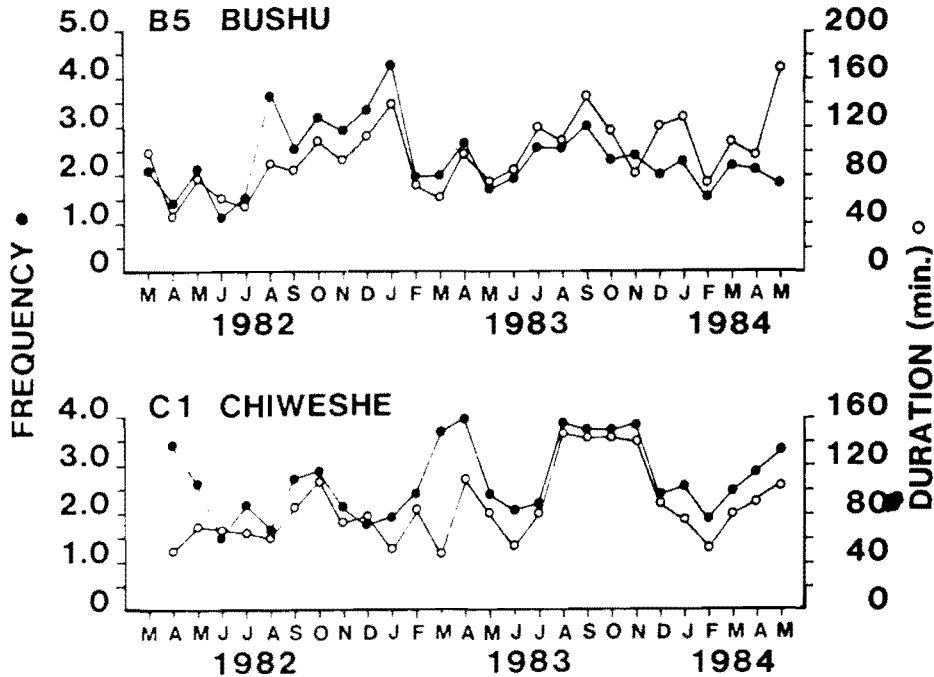 B5 BUSHU
5.0
4.0
3.0
2.0
1.0
0
200
160
120
80
40
0
M A M J J A S O N D J F M A M J J A S O N D J F M A M
1982 1983 1984
FREQUENCY
DURATION (min.)
C1 CHIWESHE
4.0
3.0
2.0
1.0
0
160
120
80
40
0
M A M J J A S O N D J F M A M J J A S O N D J F M A M
1982 1983 1984